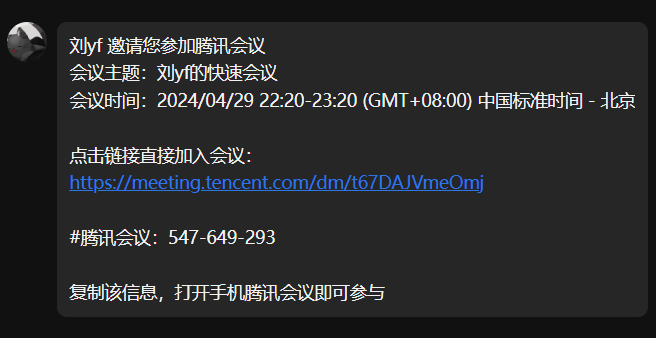 刘yf 邀请您参加腾讯会议
会议主题：刘yf的快速会议
会议时间：2024/04/29 22:20-23:20 (GMT+08:00) 中国标准时间 - 北京
点击链接直接加入会议：
https://meeting.tencent.com/dm/t67DAJVmeOmj
#腾讯会议：547-649-293
复制该信息，打开手机腾讯会议即可参与